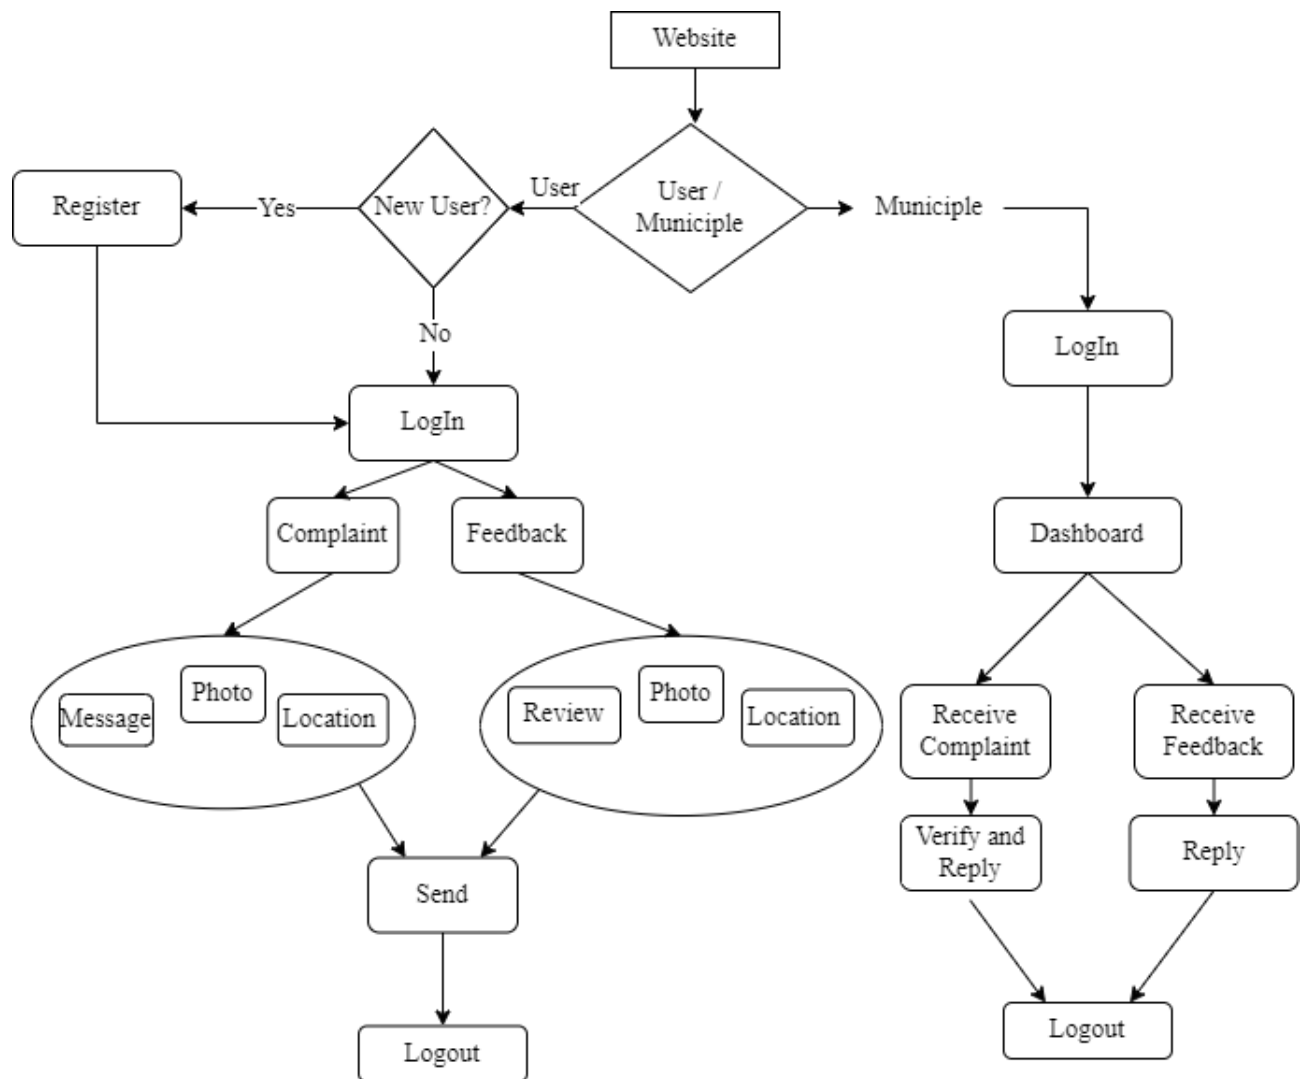 Website
User
User /
Municiple
Municiple
New User?
Yes
Register
No
LogIn
LogIn
Complaint
Feedback
Dashboard
Message
Photo
Location
Review
Photo
Location
Receive
Complaint
Receive
Feedback
Verify and
Reply
Reply
Send
Logout
Logout